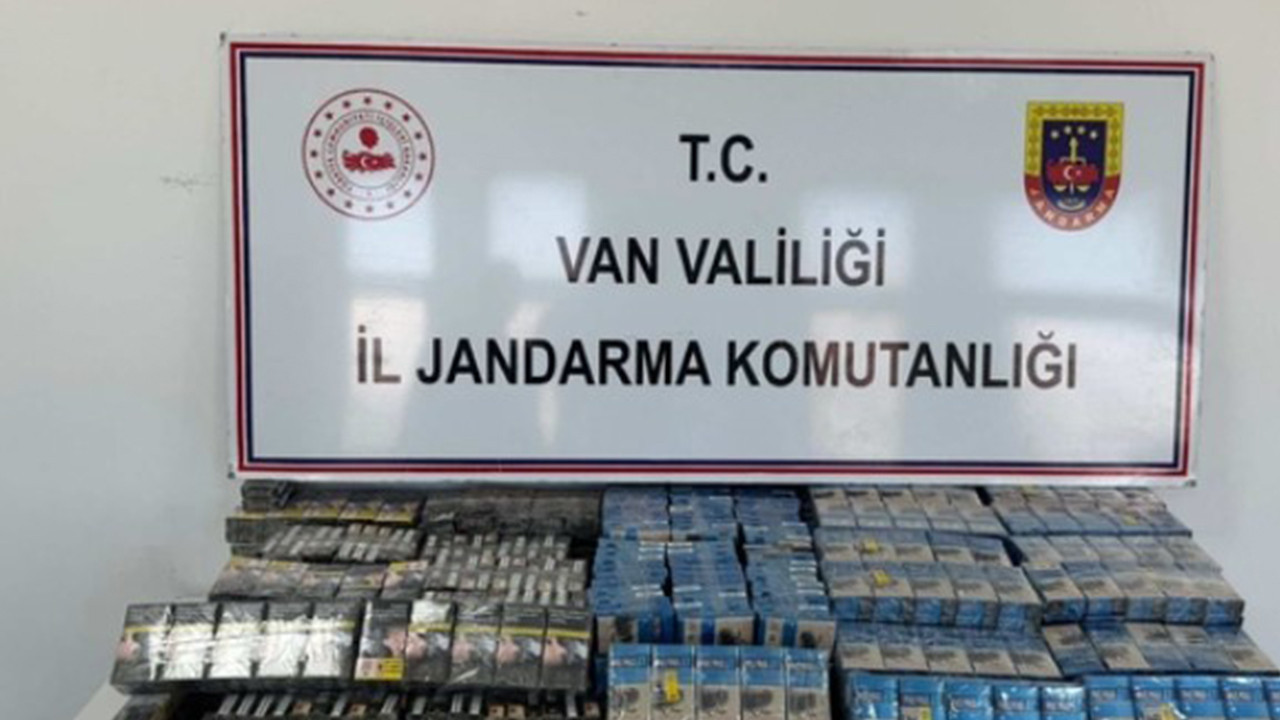 T.C.
VAN VALİLİĞİ
İL JANDARMA KOMUTANLIĞI
JANDARMA